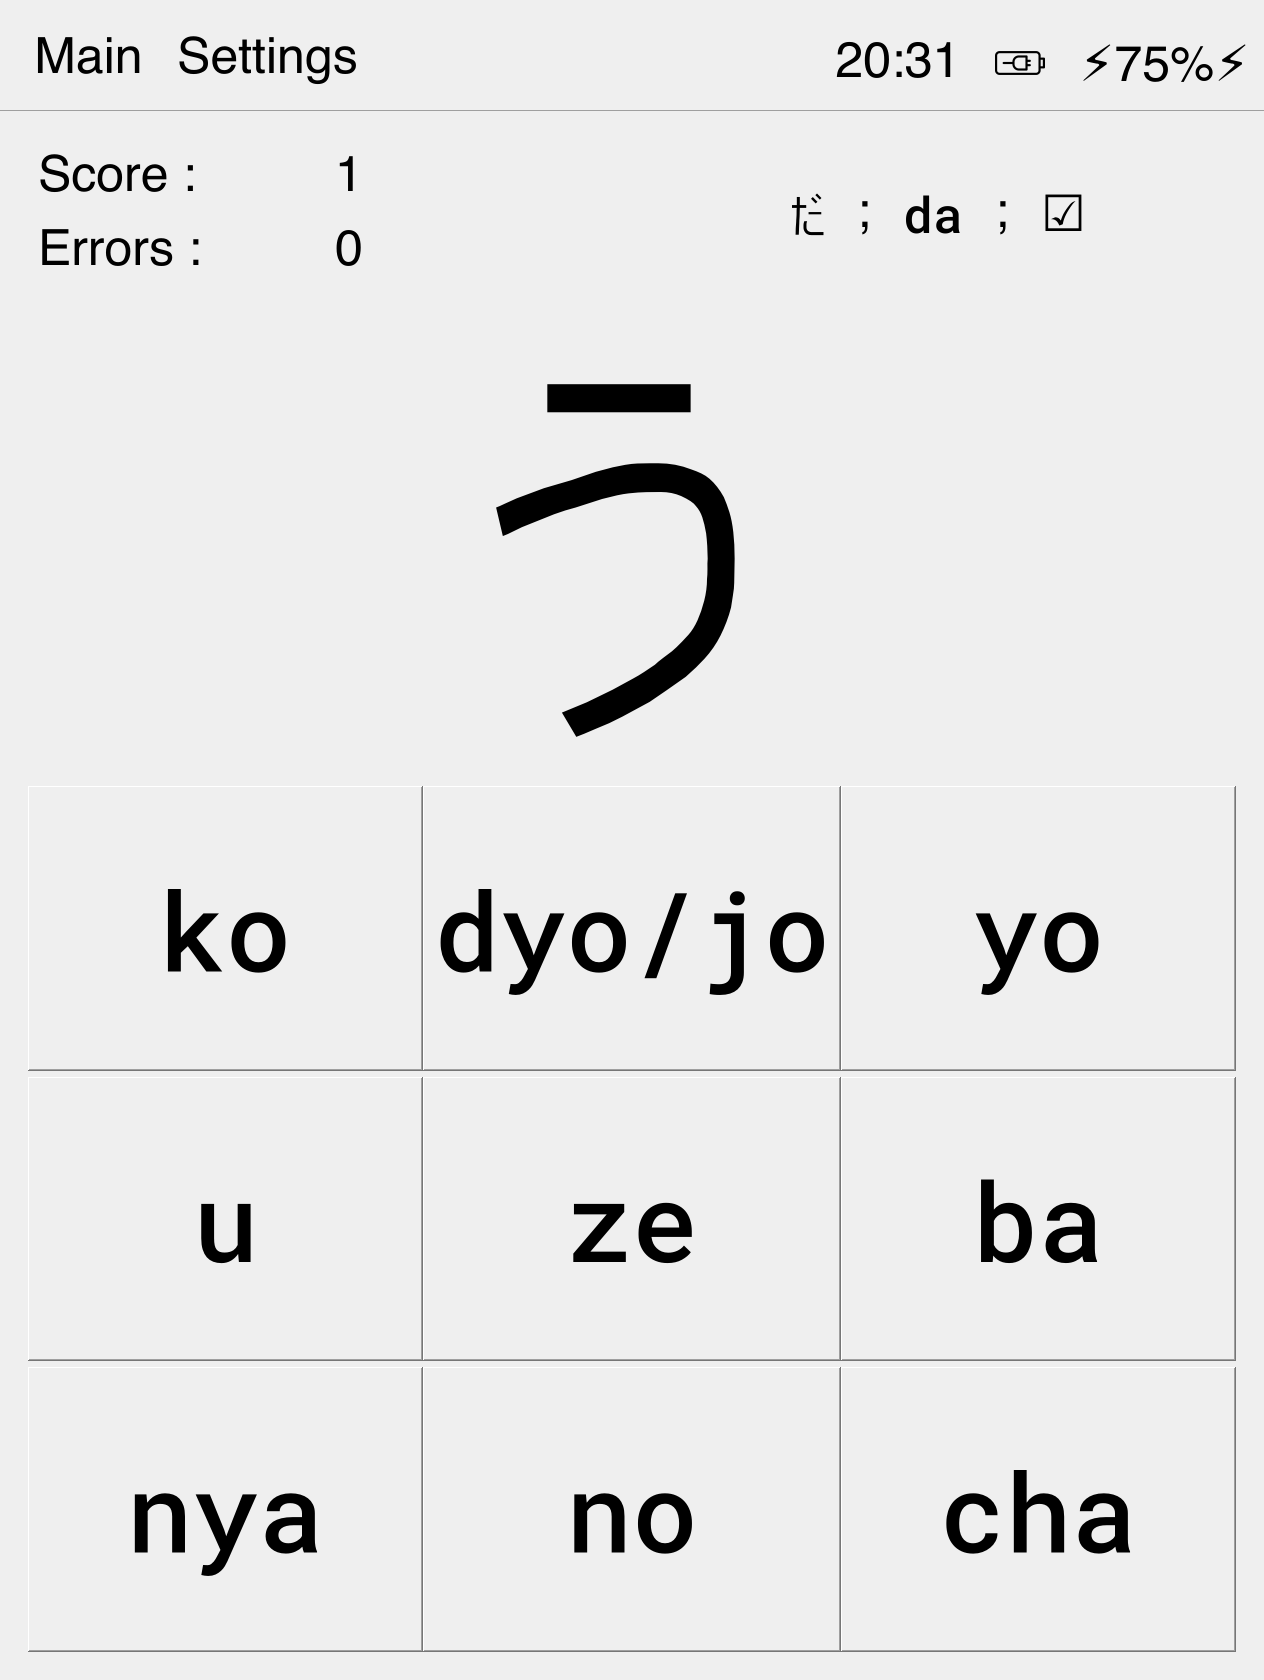 Main Settings 20:31 ⚡75%⚡
Score : 1
Errors : 0
だ ; da ; ☑
う
ko dyo/jo yo
u ze ba
nya no cha